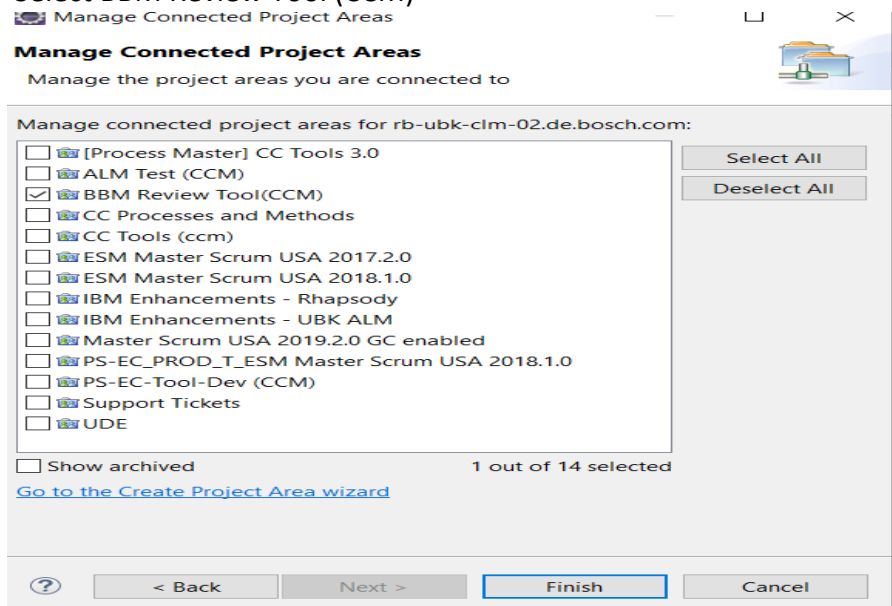 Select BBM Review Tool (Ccm)
Manage Connected Project Areas
Manage Connected Project Areas
Manage the project areas you are connected to
Manage connected project areas for rb-ubk-clm-02.de.bosch.com:
[Process Master] CC Tools 3.0
Select All
ALM Test (CCM)
BBM Review Tool(CCM)
Deselect All
CC Processes and Methods
CC Tools (ccm)
ESM Master Scrum USA 2017.2.0
ESM Master Scrum USA 2018.1.0
IBM Enhancements - Rhapsody
IBM Enhancements - UBK ALM
Master Scrum USA 2019.2.0 GC enabled
PS-EC_PROD_T_ESM Master Scrum USA 2018.1.0
PS-EC-Tool-Dev (CCM)
Support Tickets
UDE
Show archived 1 out of 14 selected
Go to the Create Project Area wizard
? < Back Next > Finish Cancel